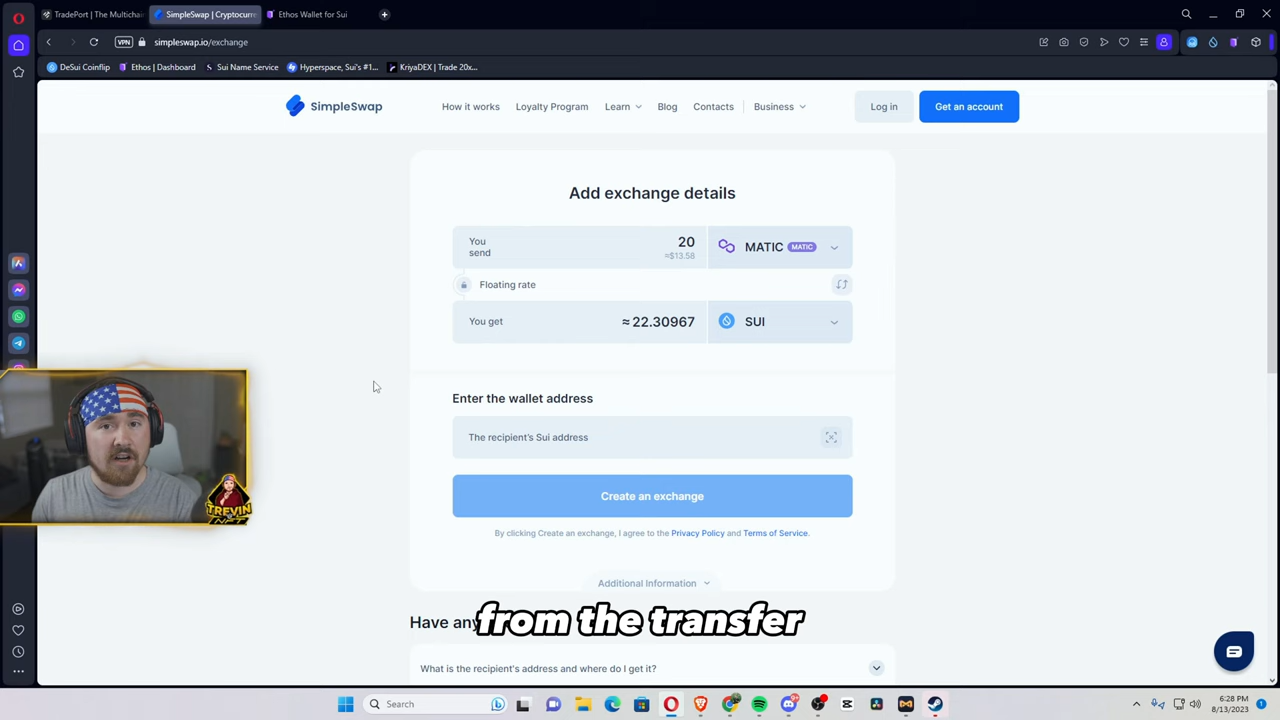 TradePort | The Multichai
SimpleSwap | Cryptocurr
Ethos Wallet for Sui
VPN
simpleswap.io/exchange
DeSui Coinflip
Ethos | Dashboard
Sui Name Service
Hyperspace, Sui's #1...
KriyaDEX | Trade 20x...
SimpleSwap
How it works
Loyalty Program
Learn
Blog
Contacts
Business
Log in
Get an account
Add exchange details
You
send
20
≈$13.58
MATIC MATIC
Floating rate
You get
≈ 22.30967
SUI
Enter the wallet address
The recipient's Sui address
Create an exchange
By clicking Create an exchange, I agree to the Privacy Policy and Terms of Service.
Additional Information
TREVIN
NFT
from the transfer
Have any
What is the recipient's address and where do I get it?
Search
9+
6:28 PM
8/13/2023